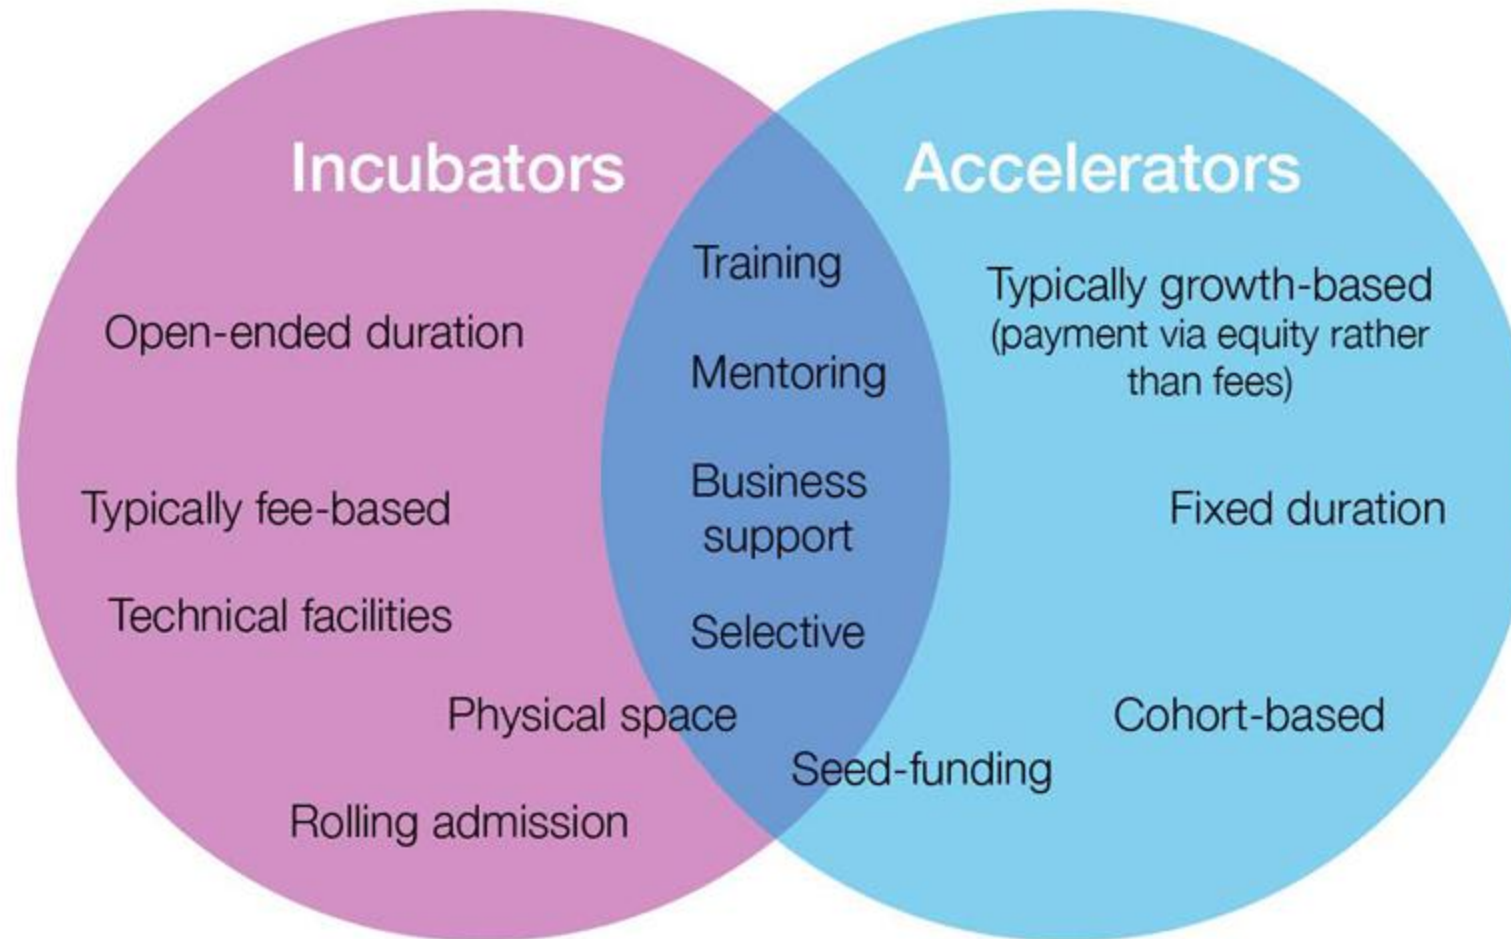 Incubators
Open-ended duration
Typically fee-based
Technical facilities
Physical space
Rolling admission
Training
Mentoring
Business
support
Selective
Seed-funding
Accelerators
Typically growth-based
(payment via equity rather
than fees)
Fixed duration
Cohort-based